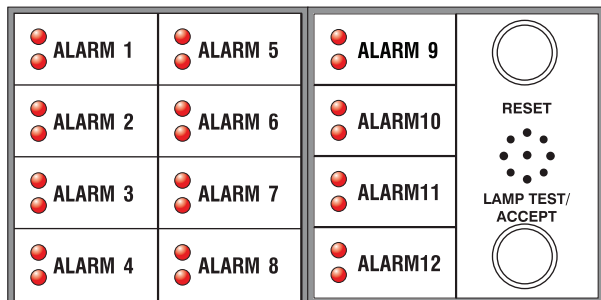 ALARM 1
ALARM 2
ALARM 3
ALARM 4
ALARM 5
ALARM 6
ALARM 7
ALARM 8
ALARM 9
ALARM10
ALARM11
ALARM12
RESET
LAMP TEST/
ACCEPT